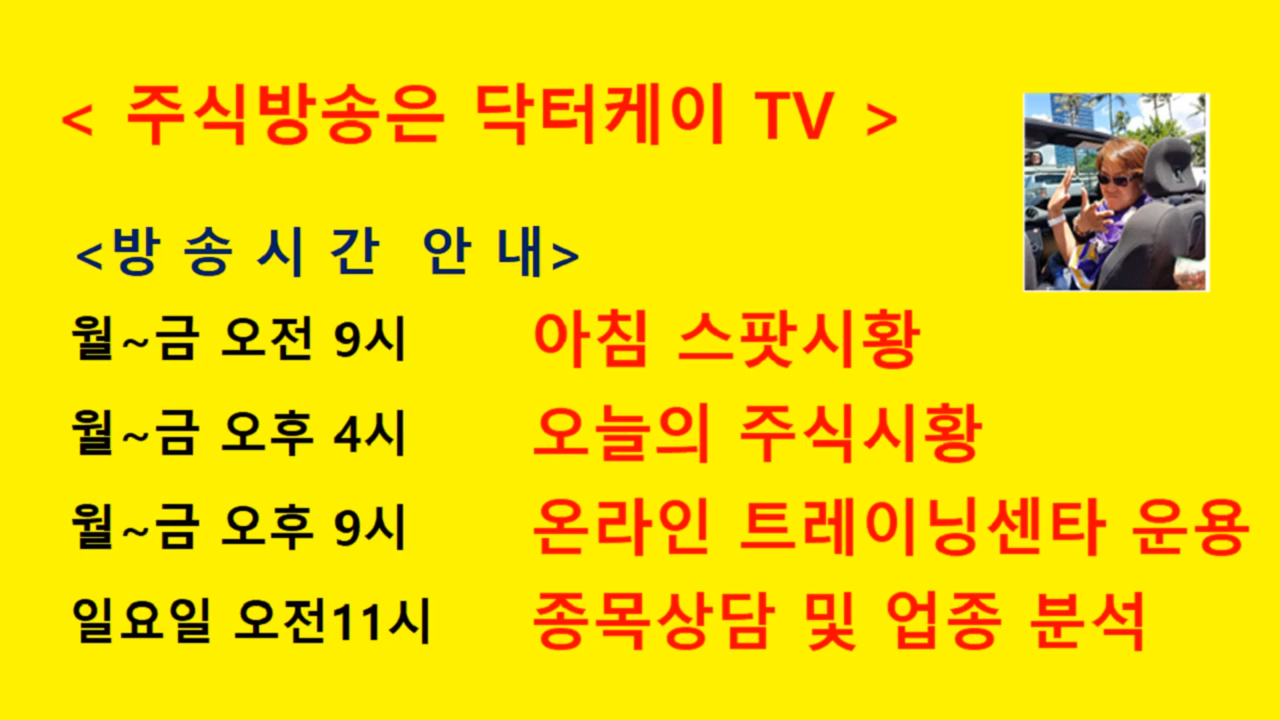 < 주식방송은 닥터케이 TV >
<방 송 시 간 안 내>
월~금 오전 9시 아침 스팟시황
월~금 오후 4시 오늘의 주식시황
월~금 오후 9시 온라인 트레이닝센타 운용
일요일 오전11시 종목상담 및 업종 분석